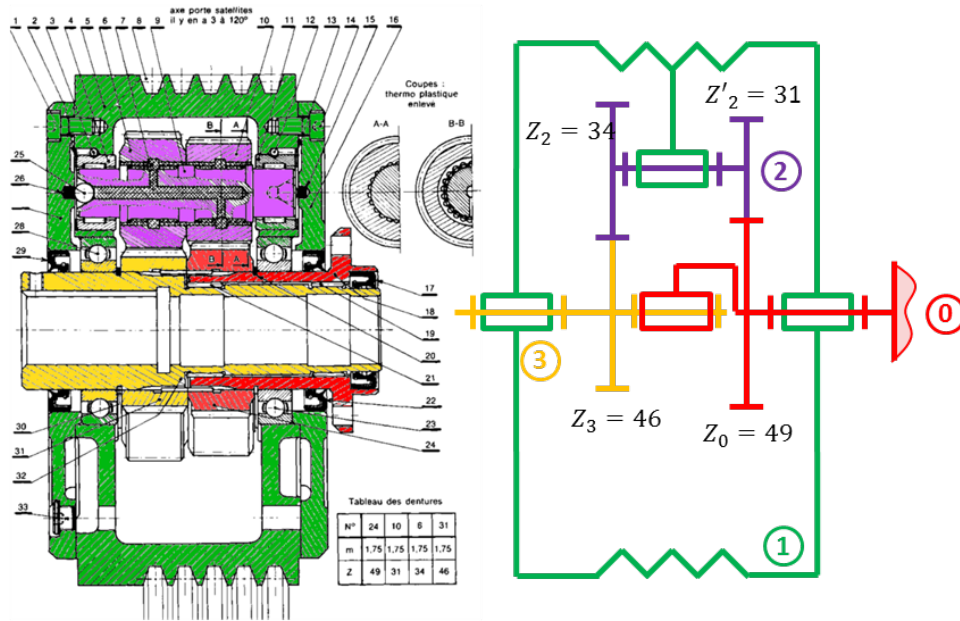 axe porte satellites
il y en a 3 à 120°
1 2 3 4 5 6 7 8 9 10 11 12 13 14 15 16
Coupes :
thermo plastique
enlevé
A-A B-B
B A
25
26
28
29
B A
17
18
19
20
21
22
23
24
30
31
32
33
Tableau des dentures
N° 24 10 6 31
m 1,75 1,75 1,75 1,75
Z 49 31 34 46
Z'₂ = 31
Z₂ = 34
2
0
3
Z₃ = 46
Z₀ = 49
1